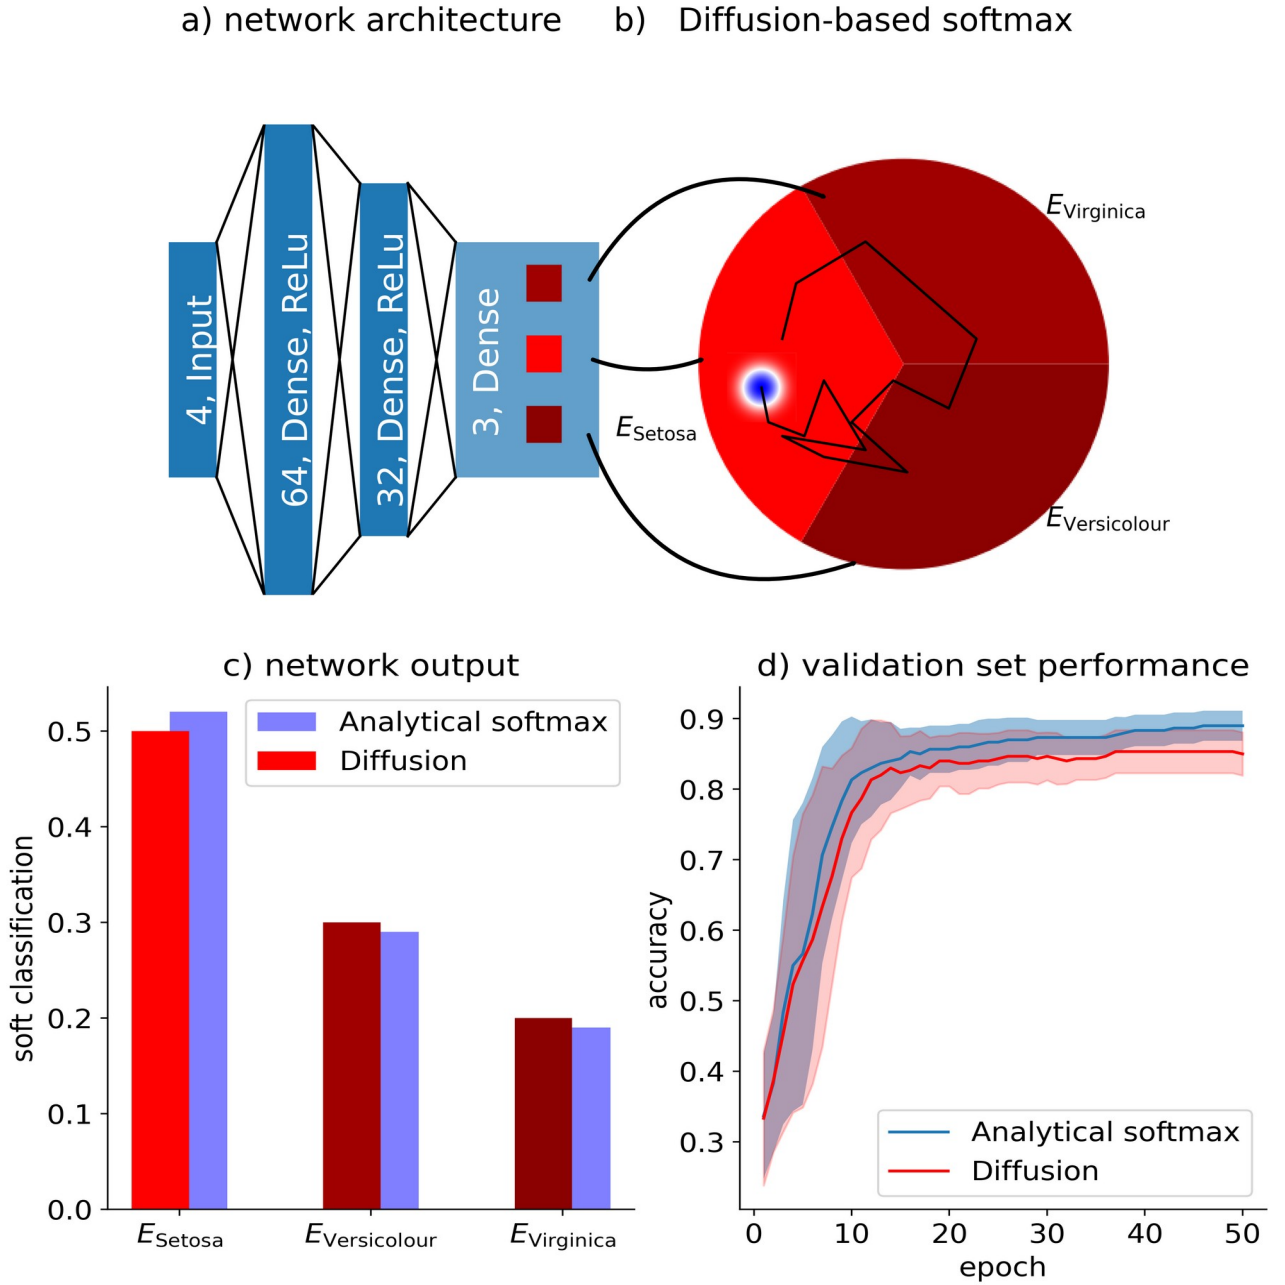 a) network architecture
b) Diffusion-based softmax
4, Input
64, Dense, ReLu
32, Dense, ReLu
3, Dense
E_Virginica
E_Setosa
E_Versicolour
c) network output
Analytical softmax
Diffusion
soft classification
0.5
0.4
0.3
0.2
0.1
0.0
E_Setosa
E_Versicolour
E_Virginica
d) validation set performance
accuracy
0.9
0.8
0.7
0.6
0.5
0.4
0.3
Analytical softmax
Diffusion
0 10 20 30 40 50
epoch